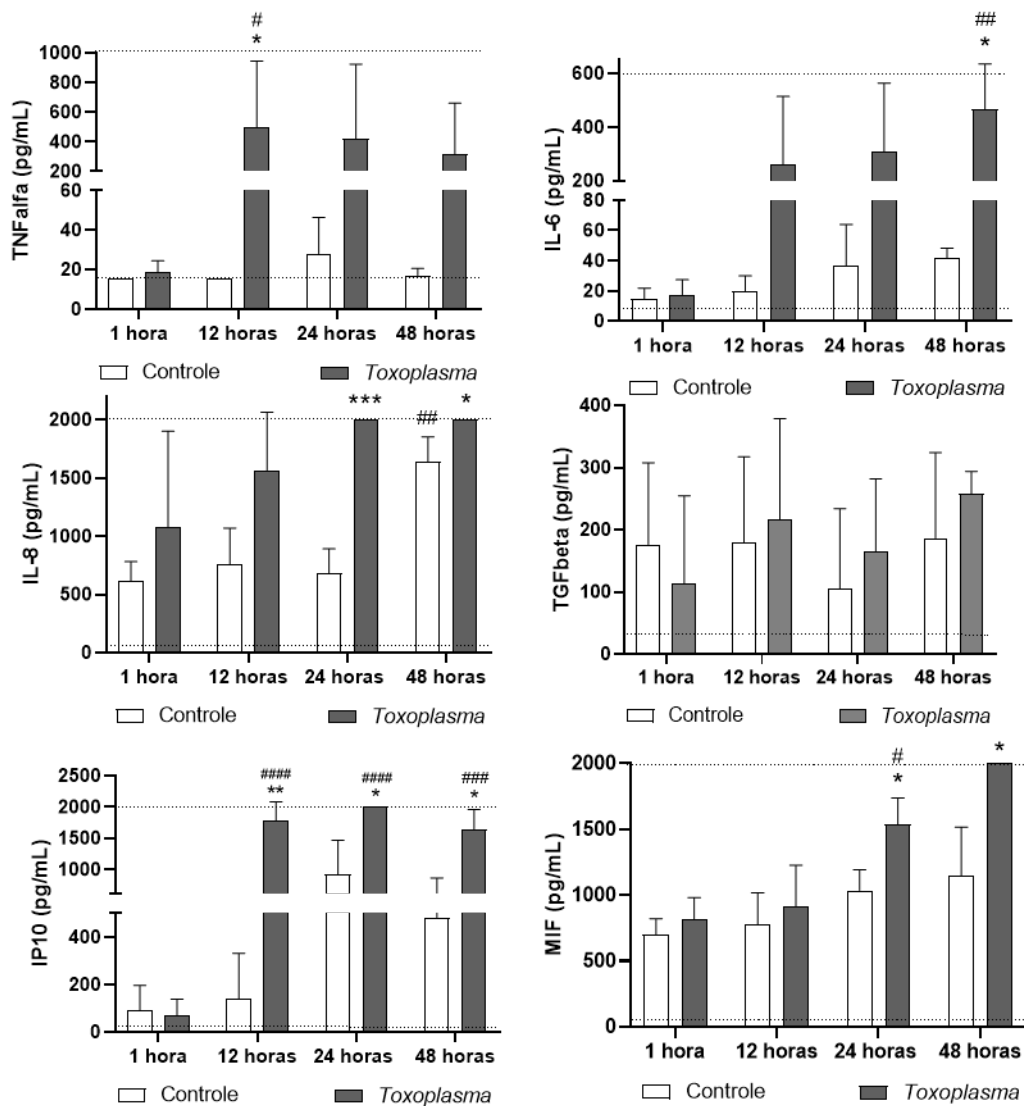 #
*
TNFalfa (pg/mL)
1000
800
600
400
200
60
40
20
0
1 hora 12 horas 24 horas 48 horas
Controle Toxoplasma
##
*
IL-6 (pg/mL)
600
400
200
80
60
40
20
0
1 hora 12 horas 24 horas 48 horas
Controle Toxoplasma
*** ## *
IL-8 (pg/mL)
2000
1500
1000
500
0
1 hora 12 horas 24 horas 48 horas
Controle Toxoplasma
TGFbeta (pg/mL)
400
300
200
100
0
1 hora 12 horas 24 horas 48 horas
Controle Toxoplasma
#### #### ###
** * *
IP10 (pg/mL)
2500
2000
1500
1000
400
200
0
1 hora 12 horas 24 horas 48 horas
Controle Toxoplasma
# *
*
MIF (pg/mL)
2000
1500
1000
500
0
1 hora 12 horas 24 horas 48 horas
Controle Toxoplasma